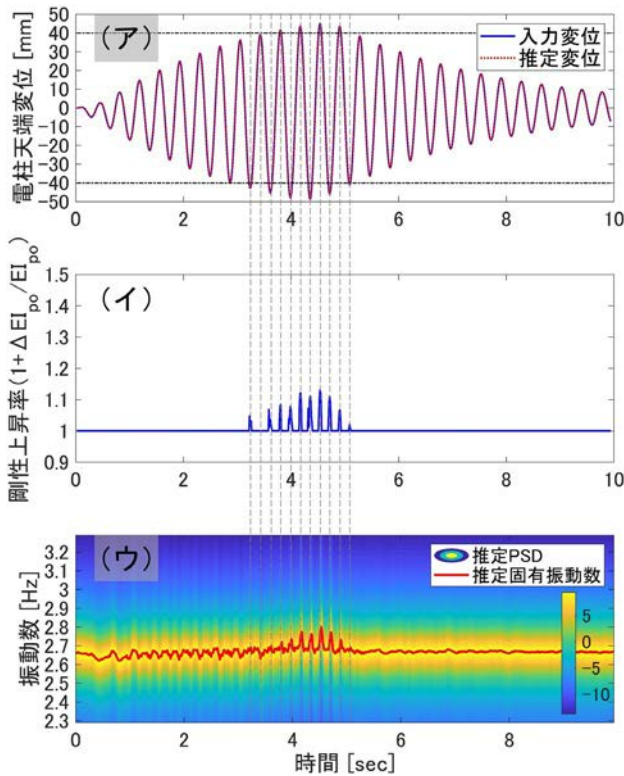 (ア)
電柱天端変位 [mm]
50
40
30
20
10
0
-10
-20
-30
-40
-50
入力変位
推定変位
0 2 4 6 8 10
(イ)
剛性上昇率(1+ΔEI_po/EI_po)
1.5
1.4
1.3
1.2
1.1
1
0.9
0 2 4 6 8 10
(ウ)
振動数 [Hz]
3.2
3.1
3
2.9
2.8
2.7
2.6
2.5
2.4
2.3
推定PSD
推定固有振動数
5
0
-5
-10
0 2 4 6 8
時間 [sec]